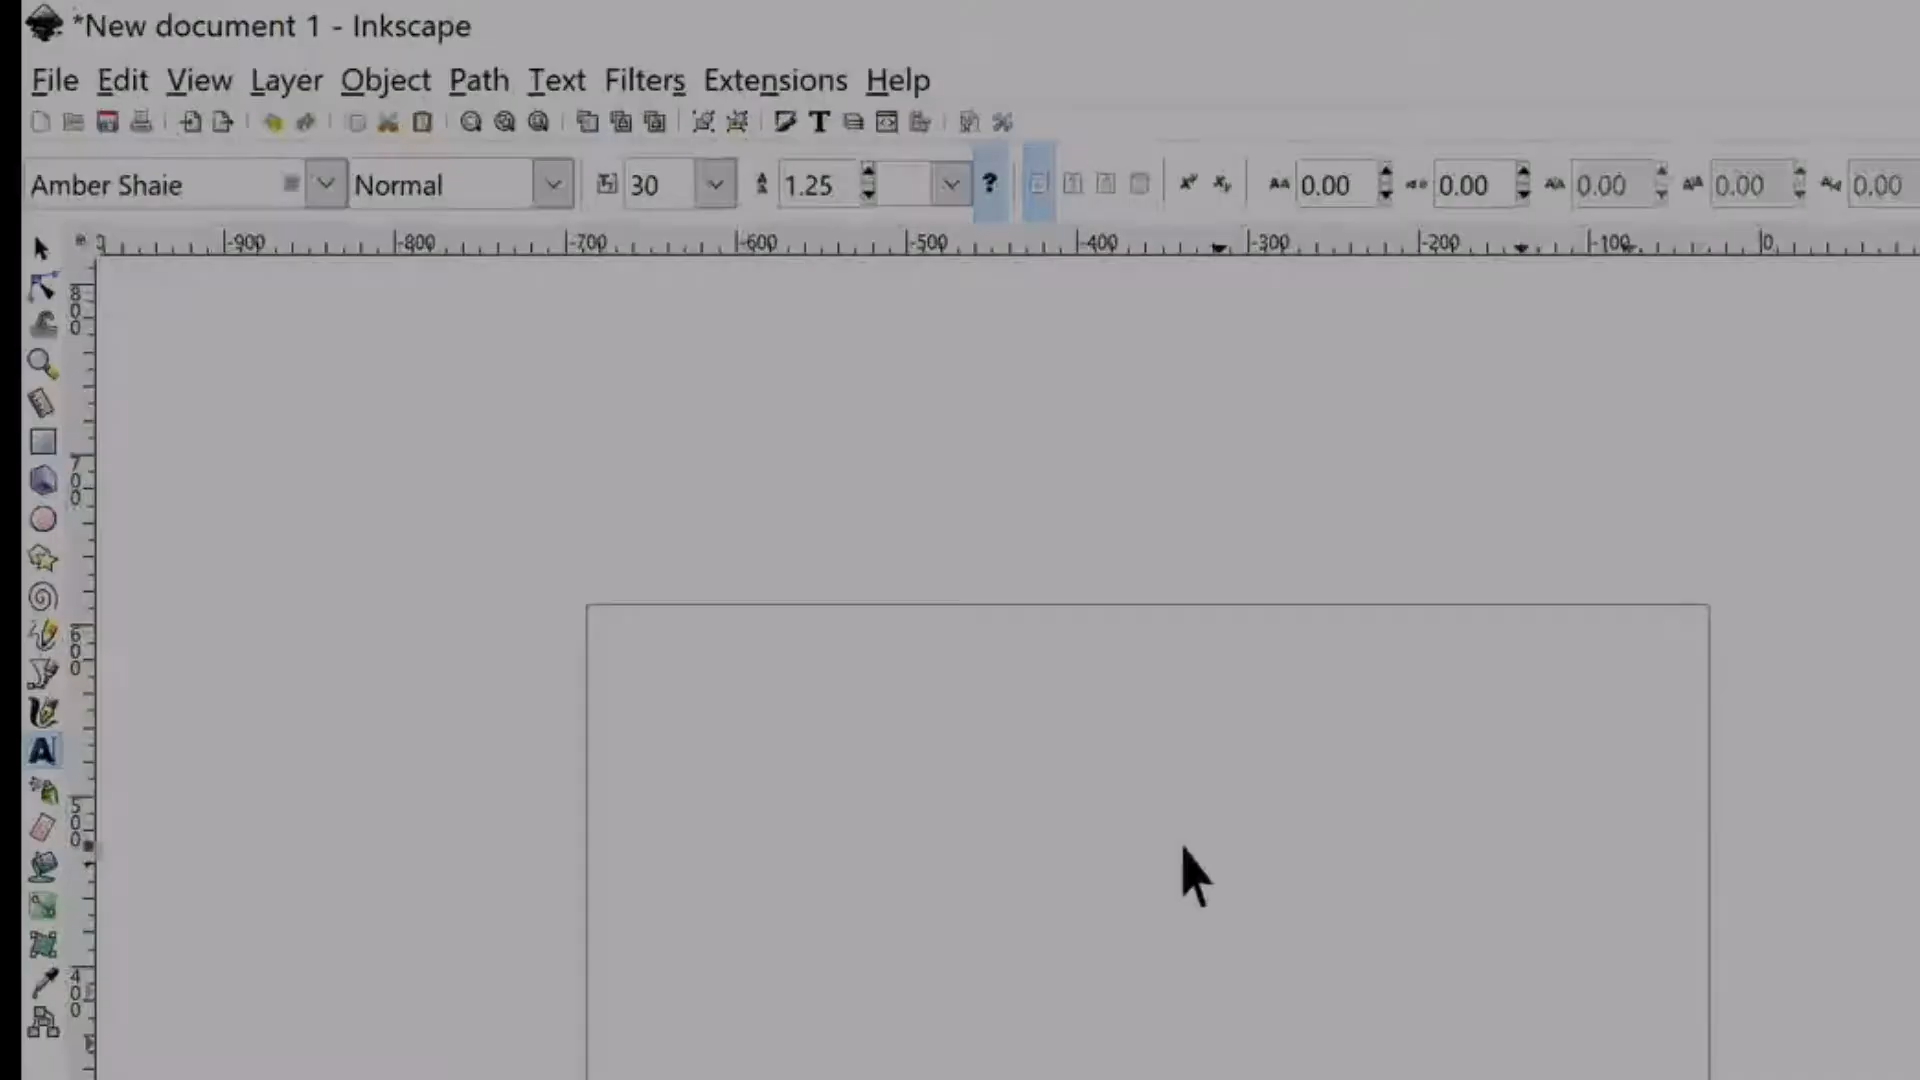 *New document 1 - Inkscape
File Edit View Layer Object Path Text Filters Extensions Help
Amber Shaie Normal 30 1.25 ? 0.00 0.00 0.00 0.00 0.00
-900 -800 -700 -600 -500 -400 -300 -200 -100 0
800
700
600
500
400